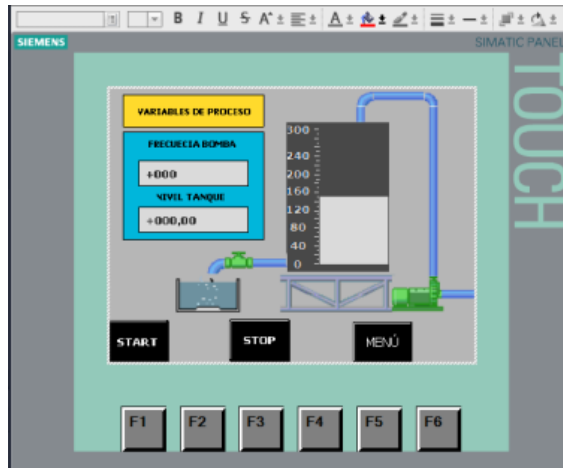 B I U S A
A
SIEMENS
SIMATIC PANEL
TOUCH
VARIABLES DE PROCESO
FRECUECIA BOMBA
+000
NIVEL TANQUE
+000,00
300
240
200
160
120
80
40
0
START
STOP
MENÚ
F1
F2
F3
F4
F5
F6